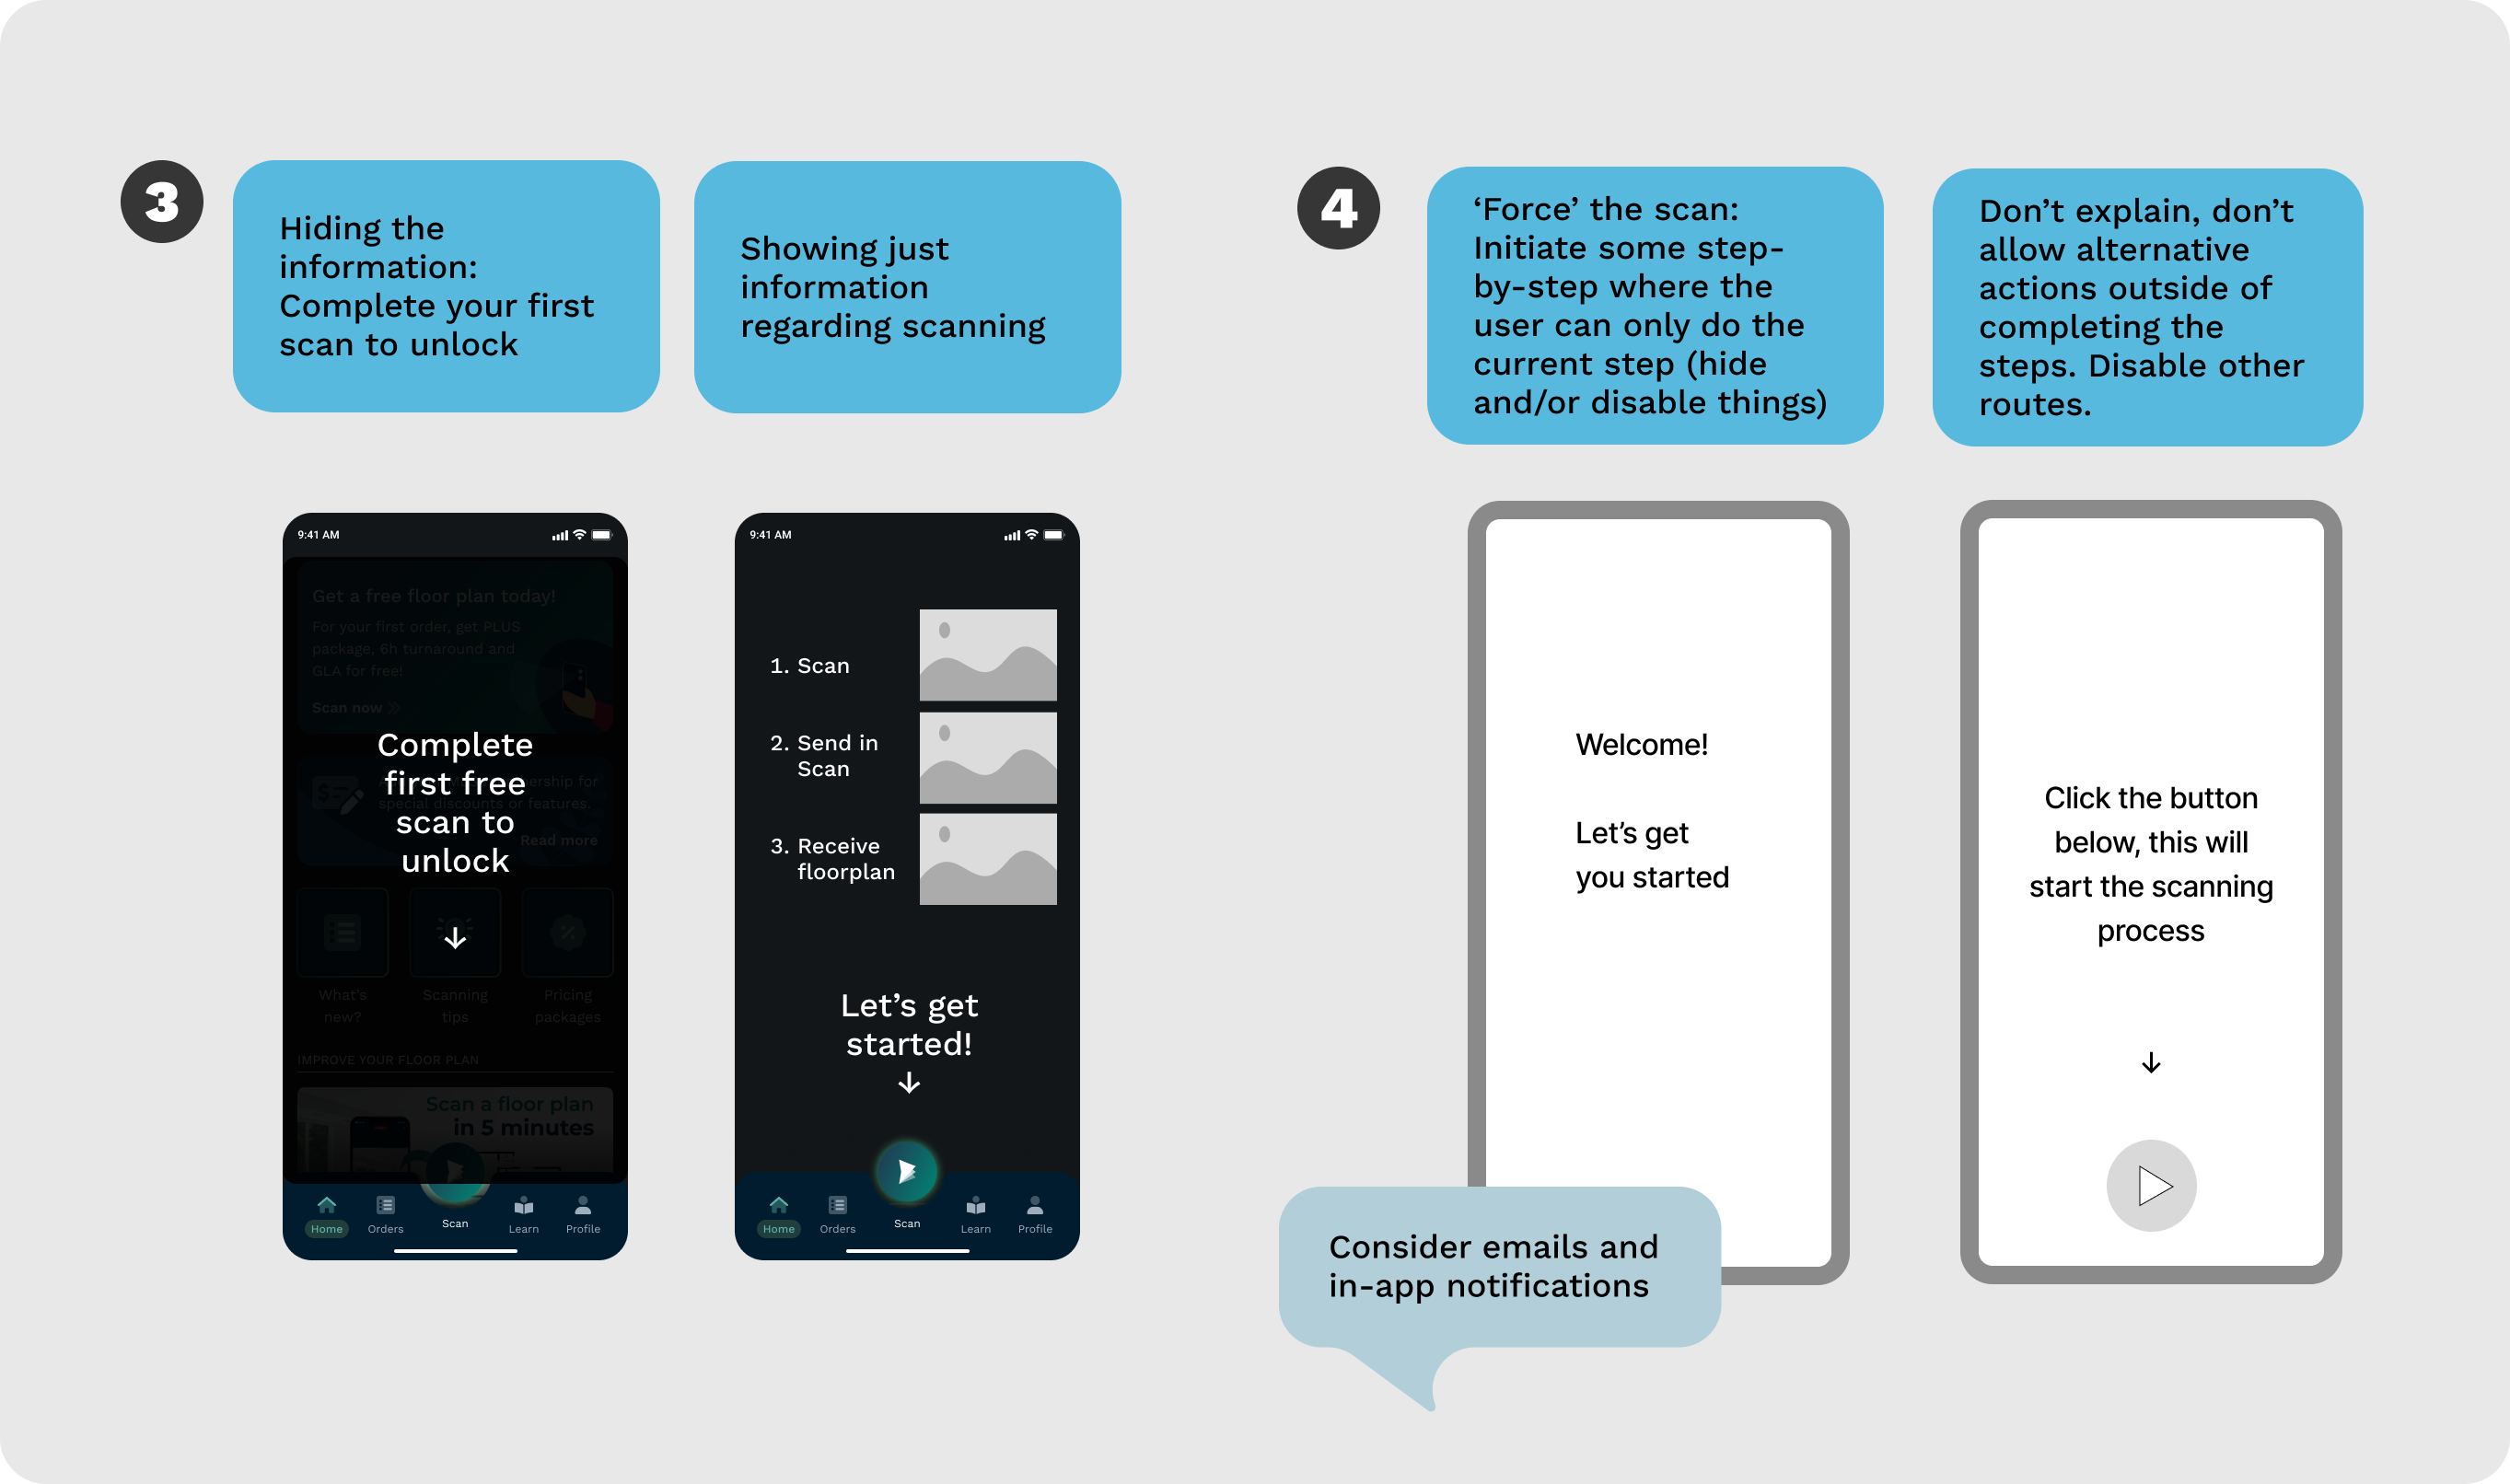 3
Hiding the
information:
Complete your first
scan to unlock
Showing just
information
regarding scanning
4
‘Force’ the scan:
Initiate some step-
by-step where the
user can only do the
current step (hide
and/or disable things)
Don’t explain, don’t
allow alternative
actions outside of
completing the
steps. Disable other
routes.
9:41 AM
Get a free floor plan today!
For your first order, get PLUS
package, 6h turnaround and
GLA for free!
Scan now
Complete
first free
scan to
unlock
ership for
special discounts or features.
Read more
What's
new?
Scanning
tips
Pricing
packages
IMPROVE YOUR FLOOR PLAN
Scan a floor plan
in 5 minutes
Home
Orders
Scan
Learn
Profile
9:41 AM
1. Scan
2. Send in
Scan
3. Receive
floorplan
Let’s get
started!
Home
Orders
Scan
Learn
Profile
Welcome!
Let’s get
you started
Click the button
below, this will
start the scanning
process
Consider emails and
in-app notifications